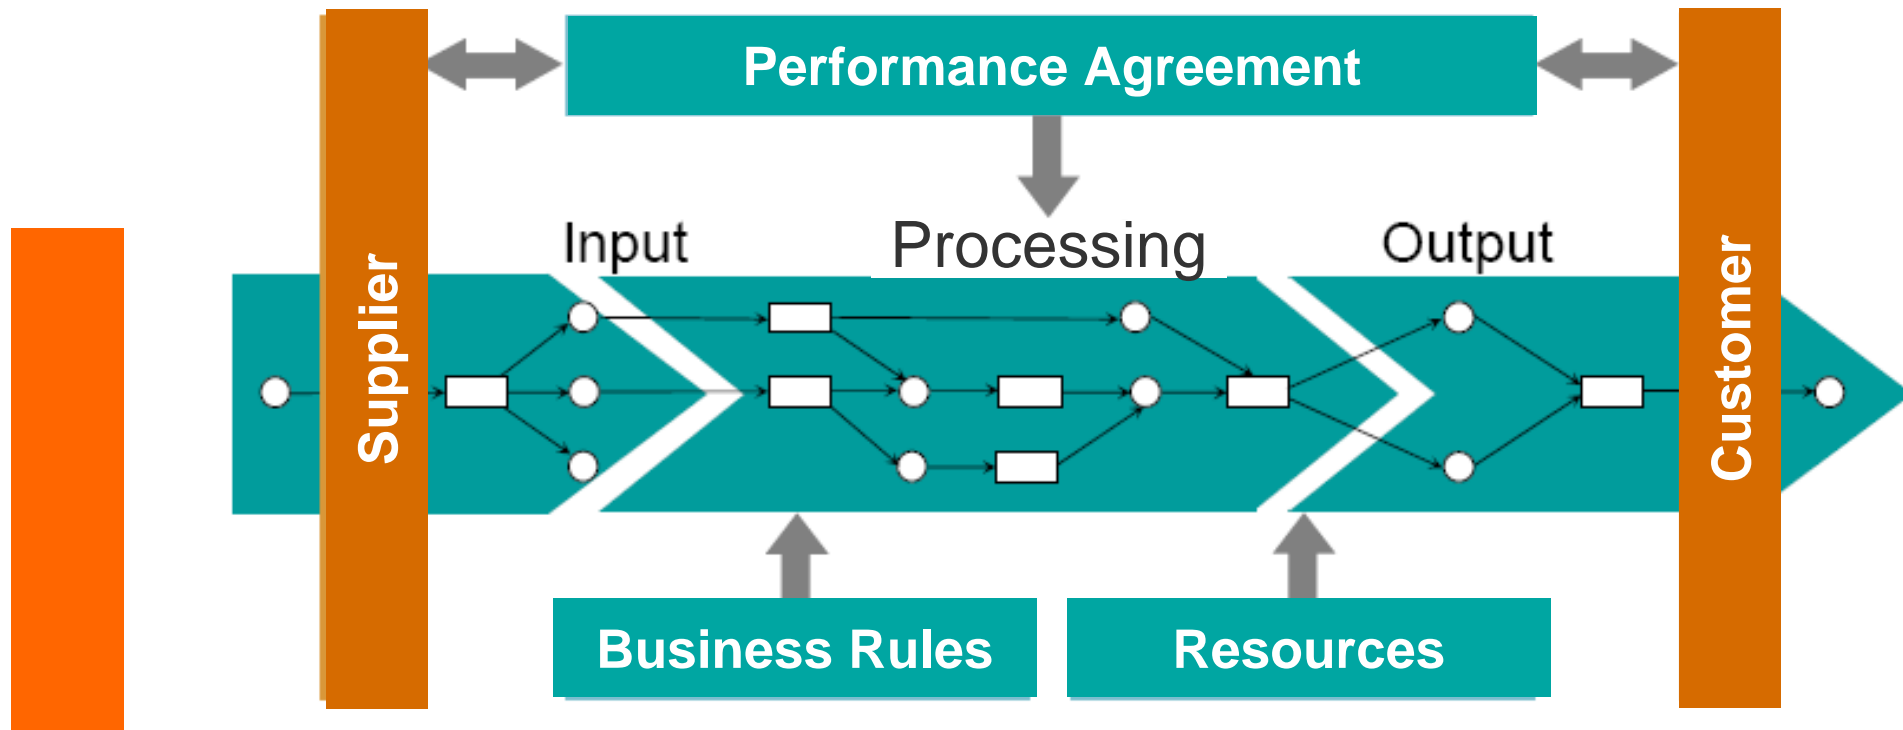 Performance Agreement
Input
Processing
Output
Supplier
Customer
Business Rules
Resources